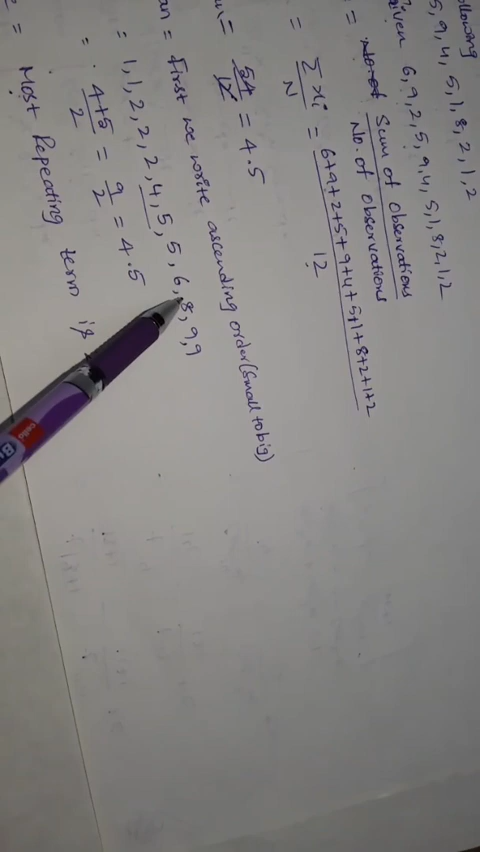 ollowing
5, 9, 4, 5, 1, 8, 2, 1, 2
given 6, 9, 2, 5, 9, 4, 5, 1, 8, 2, 1, 2
= Sum of Observations
No. of Observations
= Σxi / N = 6+9+2+5+9+4+5+1+8+2+1+2 / 12
= 54 / 12 = 4.5
an = First we write ascending order (Small to big)
= 1, 1, 2, 2, 2, 4, 5, 5, 6, 8, 9, 9
= 4+5 / 2 = 9 / 2 = 4.5
= Most Repeating term is
cello